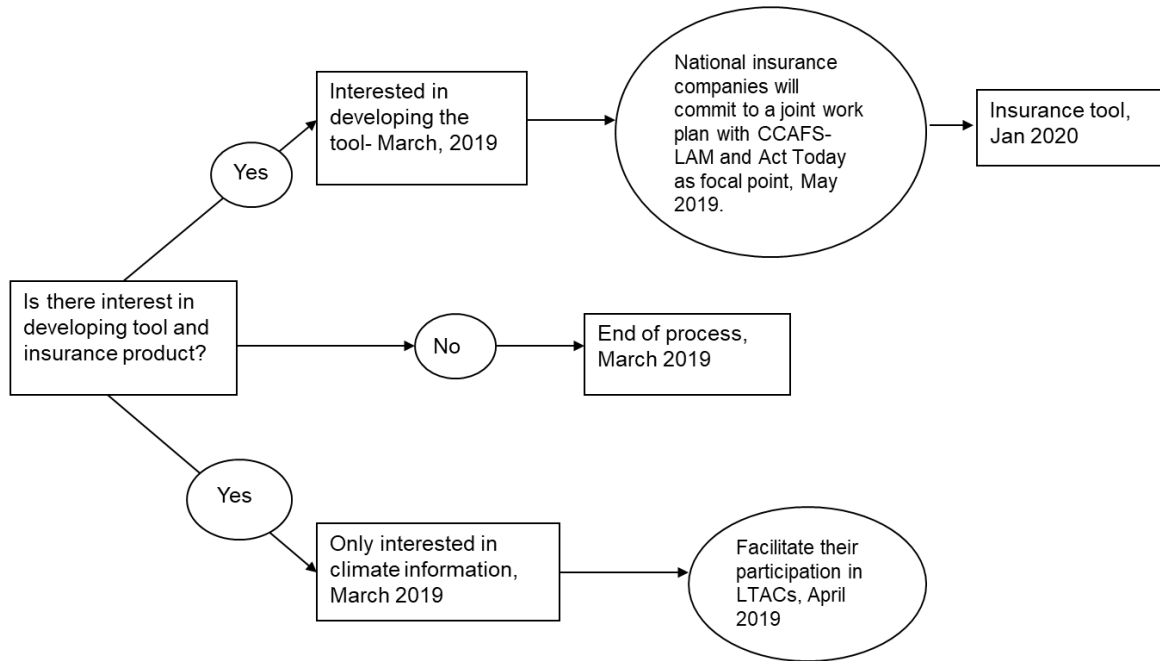 National insurance
companies will
commit to a joint work
plan with CCAFS-
LAM and Act Today
as focal point, May
2019.
Interested in
developing the
tool- March, 2019
Insurance tool,
Jan 2020
Yes
Is there interest in
developing tool and
insurance product?
No
End of process,
March 2019
Yes
Only interested in
climate information,
March 2019
Facilitate their
participation in
LTACs, April
2019